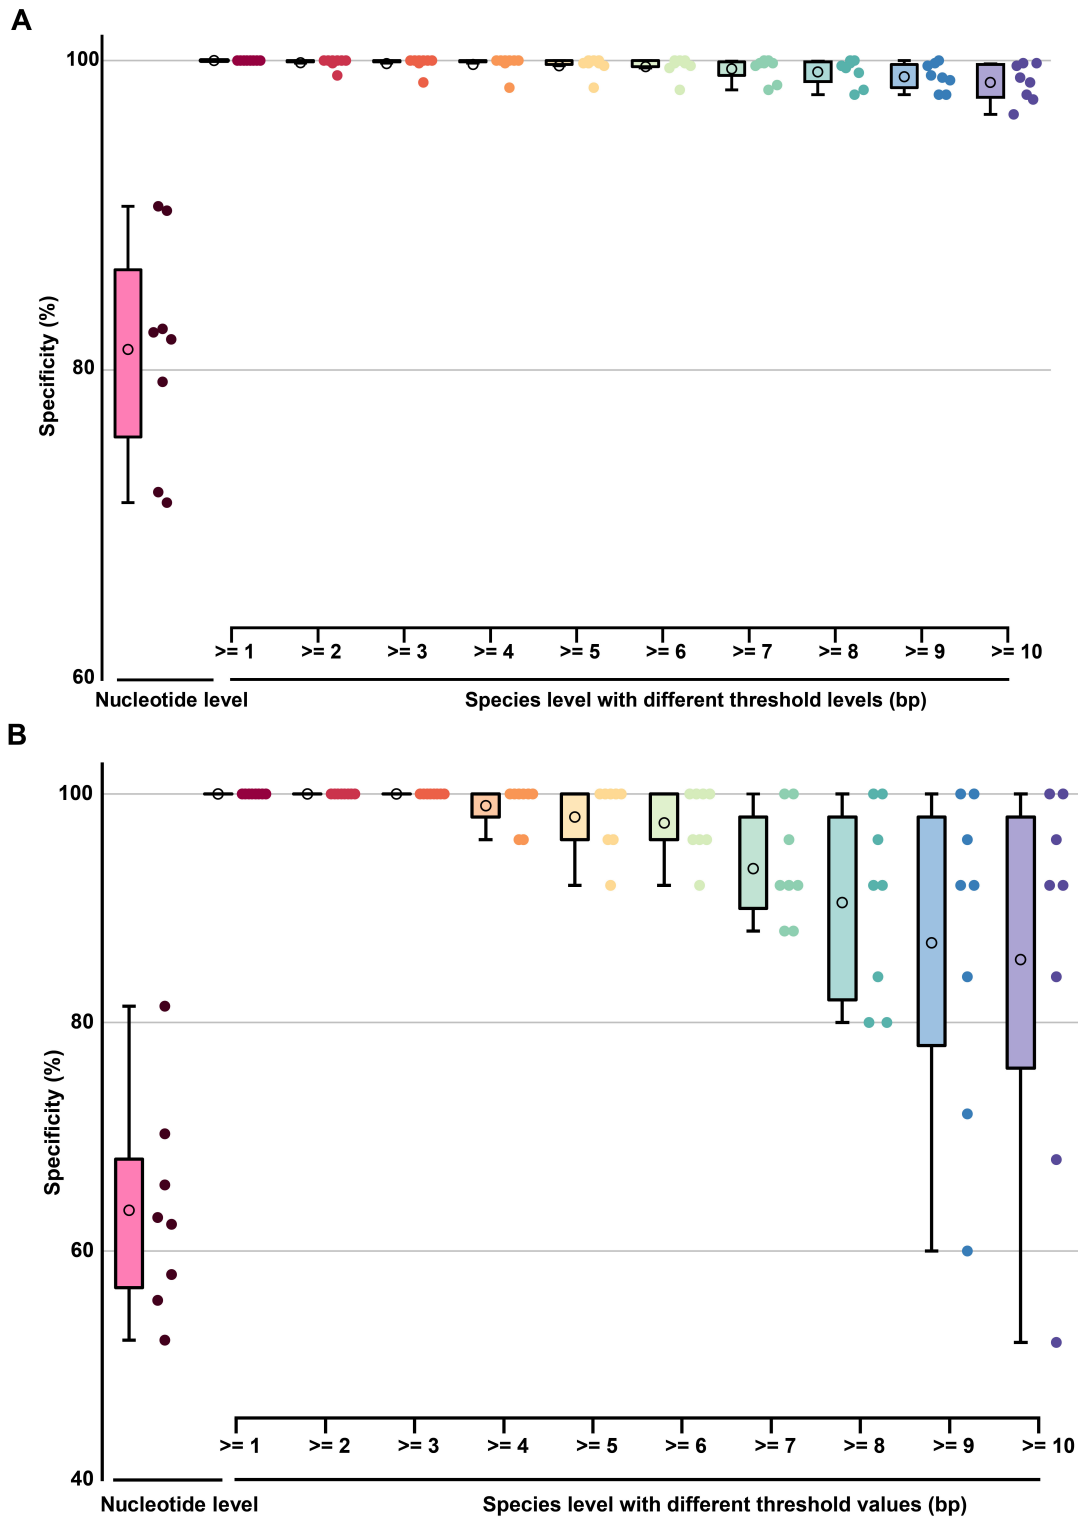 A
100
80
60
Specificity (%)
>= 1 >= 2 >= 3 >= 4 >= 5 >= 6 >= 7 >= 8 >= 9 >= 10
Nucleotide level
Species level with different threshold levels (bp)
B
100
80
60
40
Specificity (%)
>= 1 >= 2 >= 3 >= 4 >= 5 >= 6 >= 7 >= 8 >= 9 >= 10
Nucleotide level
Species level with different threshold values (bp)